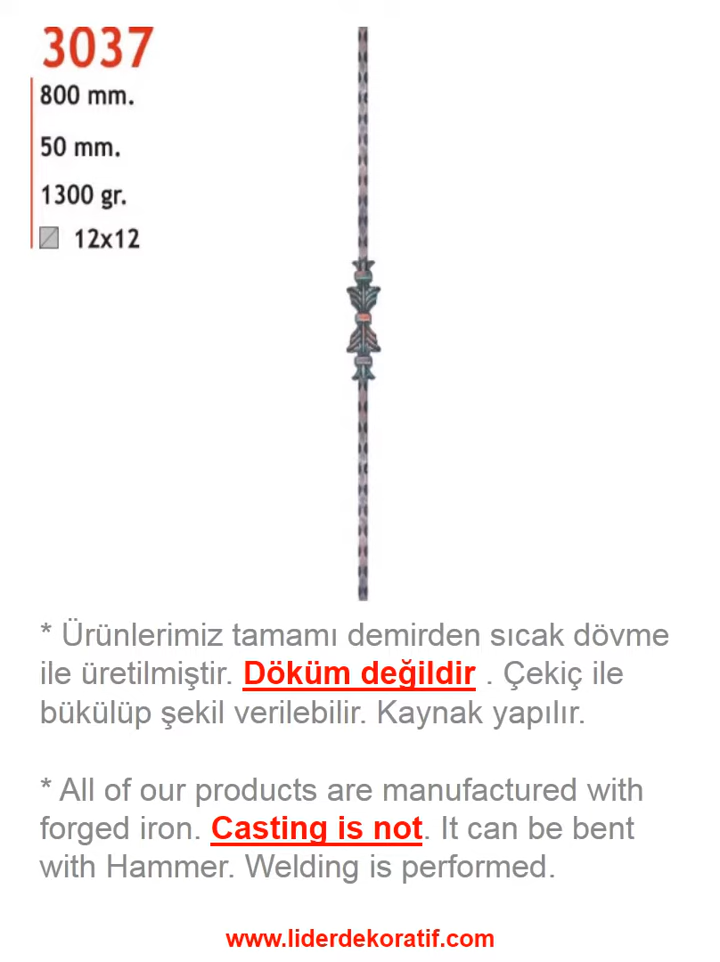 3037
800 mm.
50 mm.
1300 gr.
12x12
* Ürünlerimiz tamamı demirden sıcak dövme
ile üretilmiştir. Döküm değildir . Çekiç ile
bükülüp şekil verilebilir. Kaynak yapılır.
* All of our products are manufactured with
forged iron. Casting is not. It can be bent
with Hammer. Welding is performed.
www.liderdekoratif.com